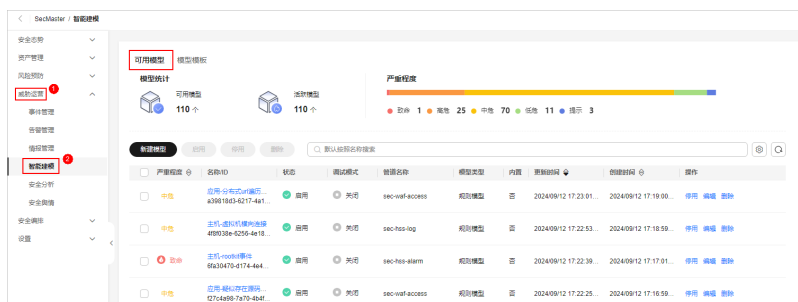 SecMaster / 智能建模
安全态势
资产管理
风险预防
威胁运营
1
事件管理
告警管理
情报管理
智能建模
2
安全分析
安全舆情
安全编排
设置
可用模型 模型模板
模型统计
可用模型
110 个
活跃模型
110 个
严重程度
致命 1 高危 25 中危 70 低危 11 提示 3
新建模型 启用 停用 删除 默认按照名称搜索
严重程度 名称/ID 状态 调试模式 管道名称 模型类型 内置 更新时间 创建时间 操作
中危 应用-分布式url遍历... 启用 关闭 sec-waf-access 规则模型 否 2024/09/12 17:23:01... 2024/09/12 17:19:00... 停用 编辑 删除
a39818d3-6217-4a1...
中危 主机-虚拟机横向连接 启用 关闭 sec-hss-log 规则模型 否 2024/09/12 17:22:53... 2024/09/12 17:18:59... 停用 编辑 删除
4f8f038e-6256-4e18...
致命 主机-rootkit事件 启用 关闭 sec-hss-alarm 规则模型 否 2024/09/12 17:22:39... 2024/09/12 17:17:01... 停用 编辑 删除
6fa30470-d174-4e4...
中危 应用-疑似存在源码... 启用 关闭 sec-waf-access 规则模型 否 2024/09/12 17:22:25... 2024/09/12 17:16:59... 停用 编辑 删除
f27c4a98-7a70-4b4f...